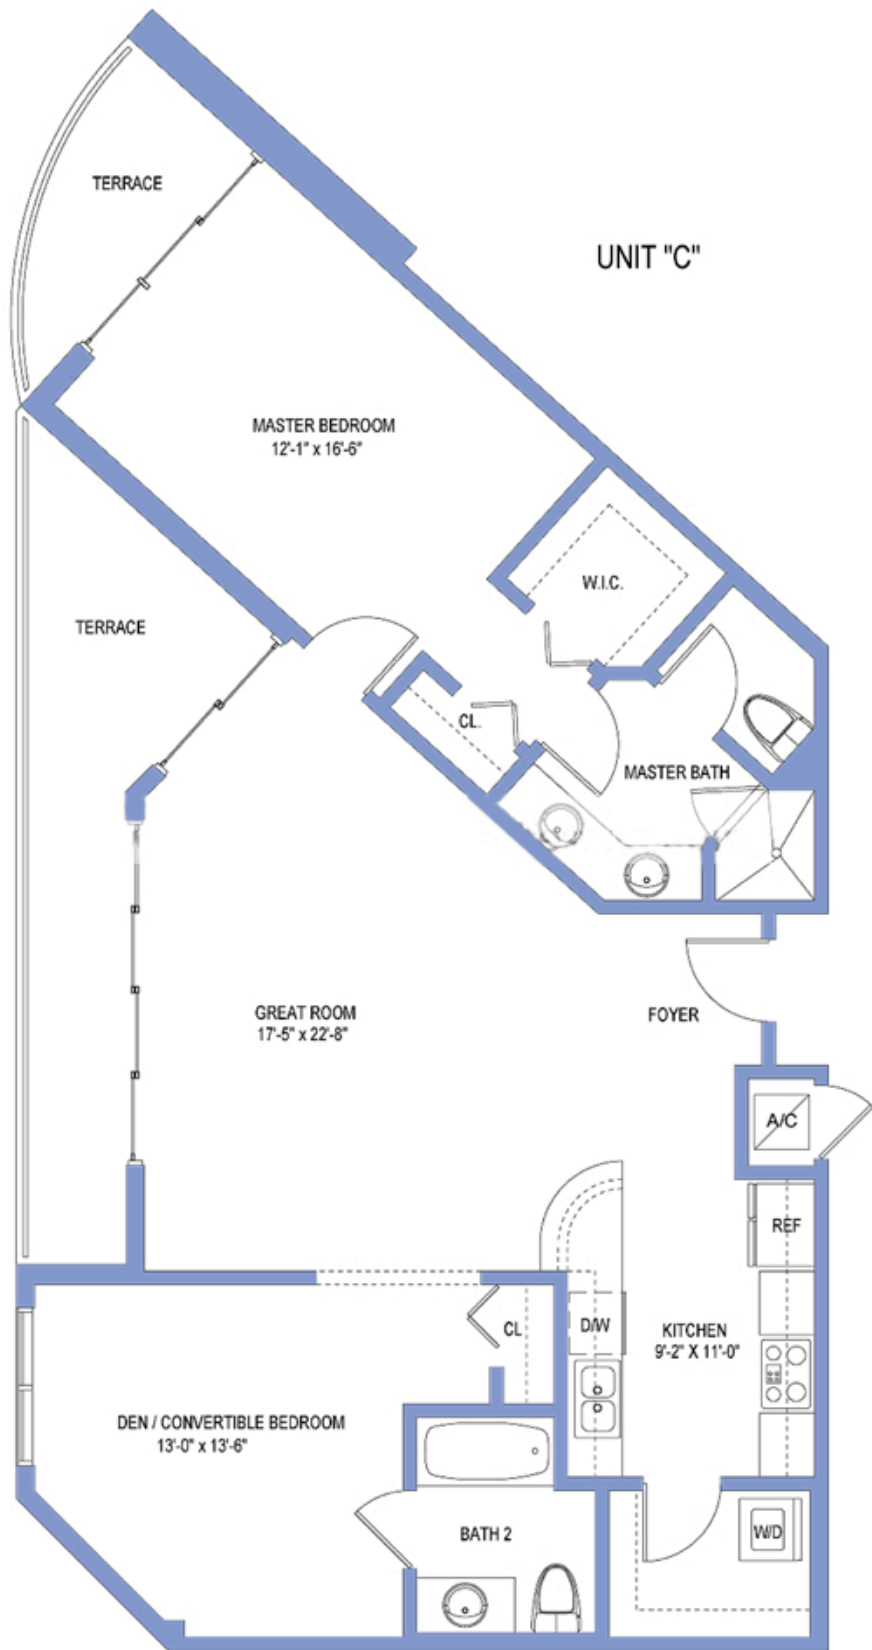 TERRACE
UNIT "C"
MASTER BEDROOM
12'-1" x 16'-6"
W.I.C.
TERRACE
CL.
MASTER BATH
GREAT ROOM
17'-5" x 22'-8"
FOYER
A/C
REF
D/W
CL
KITCHEN
9'-2" X 11'-0"
DEN / CONVERTIBLE BEDROOM
13'-0" x 13'-6"
BATH 2
W/D